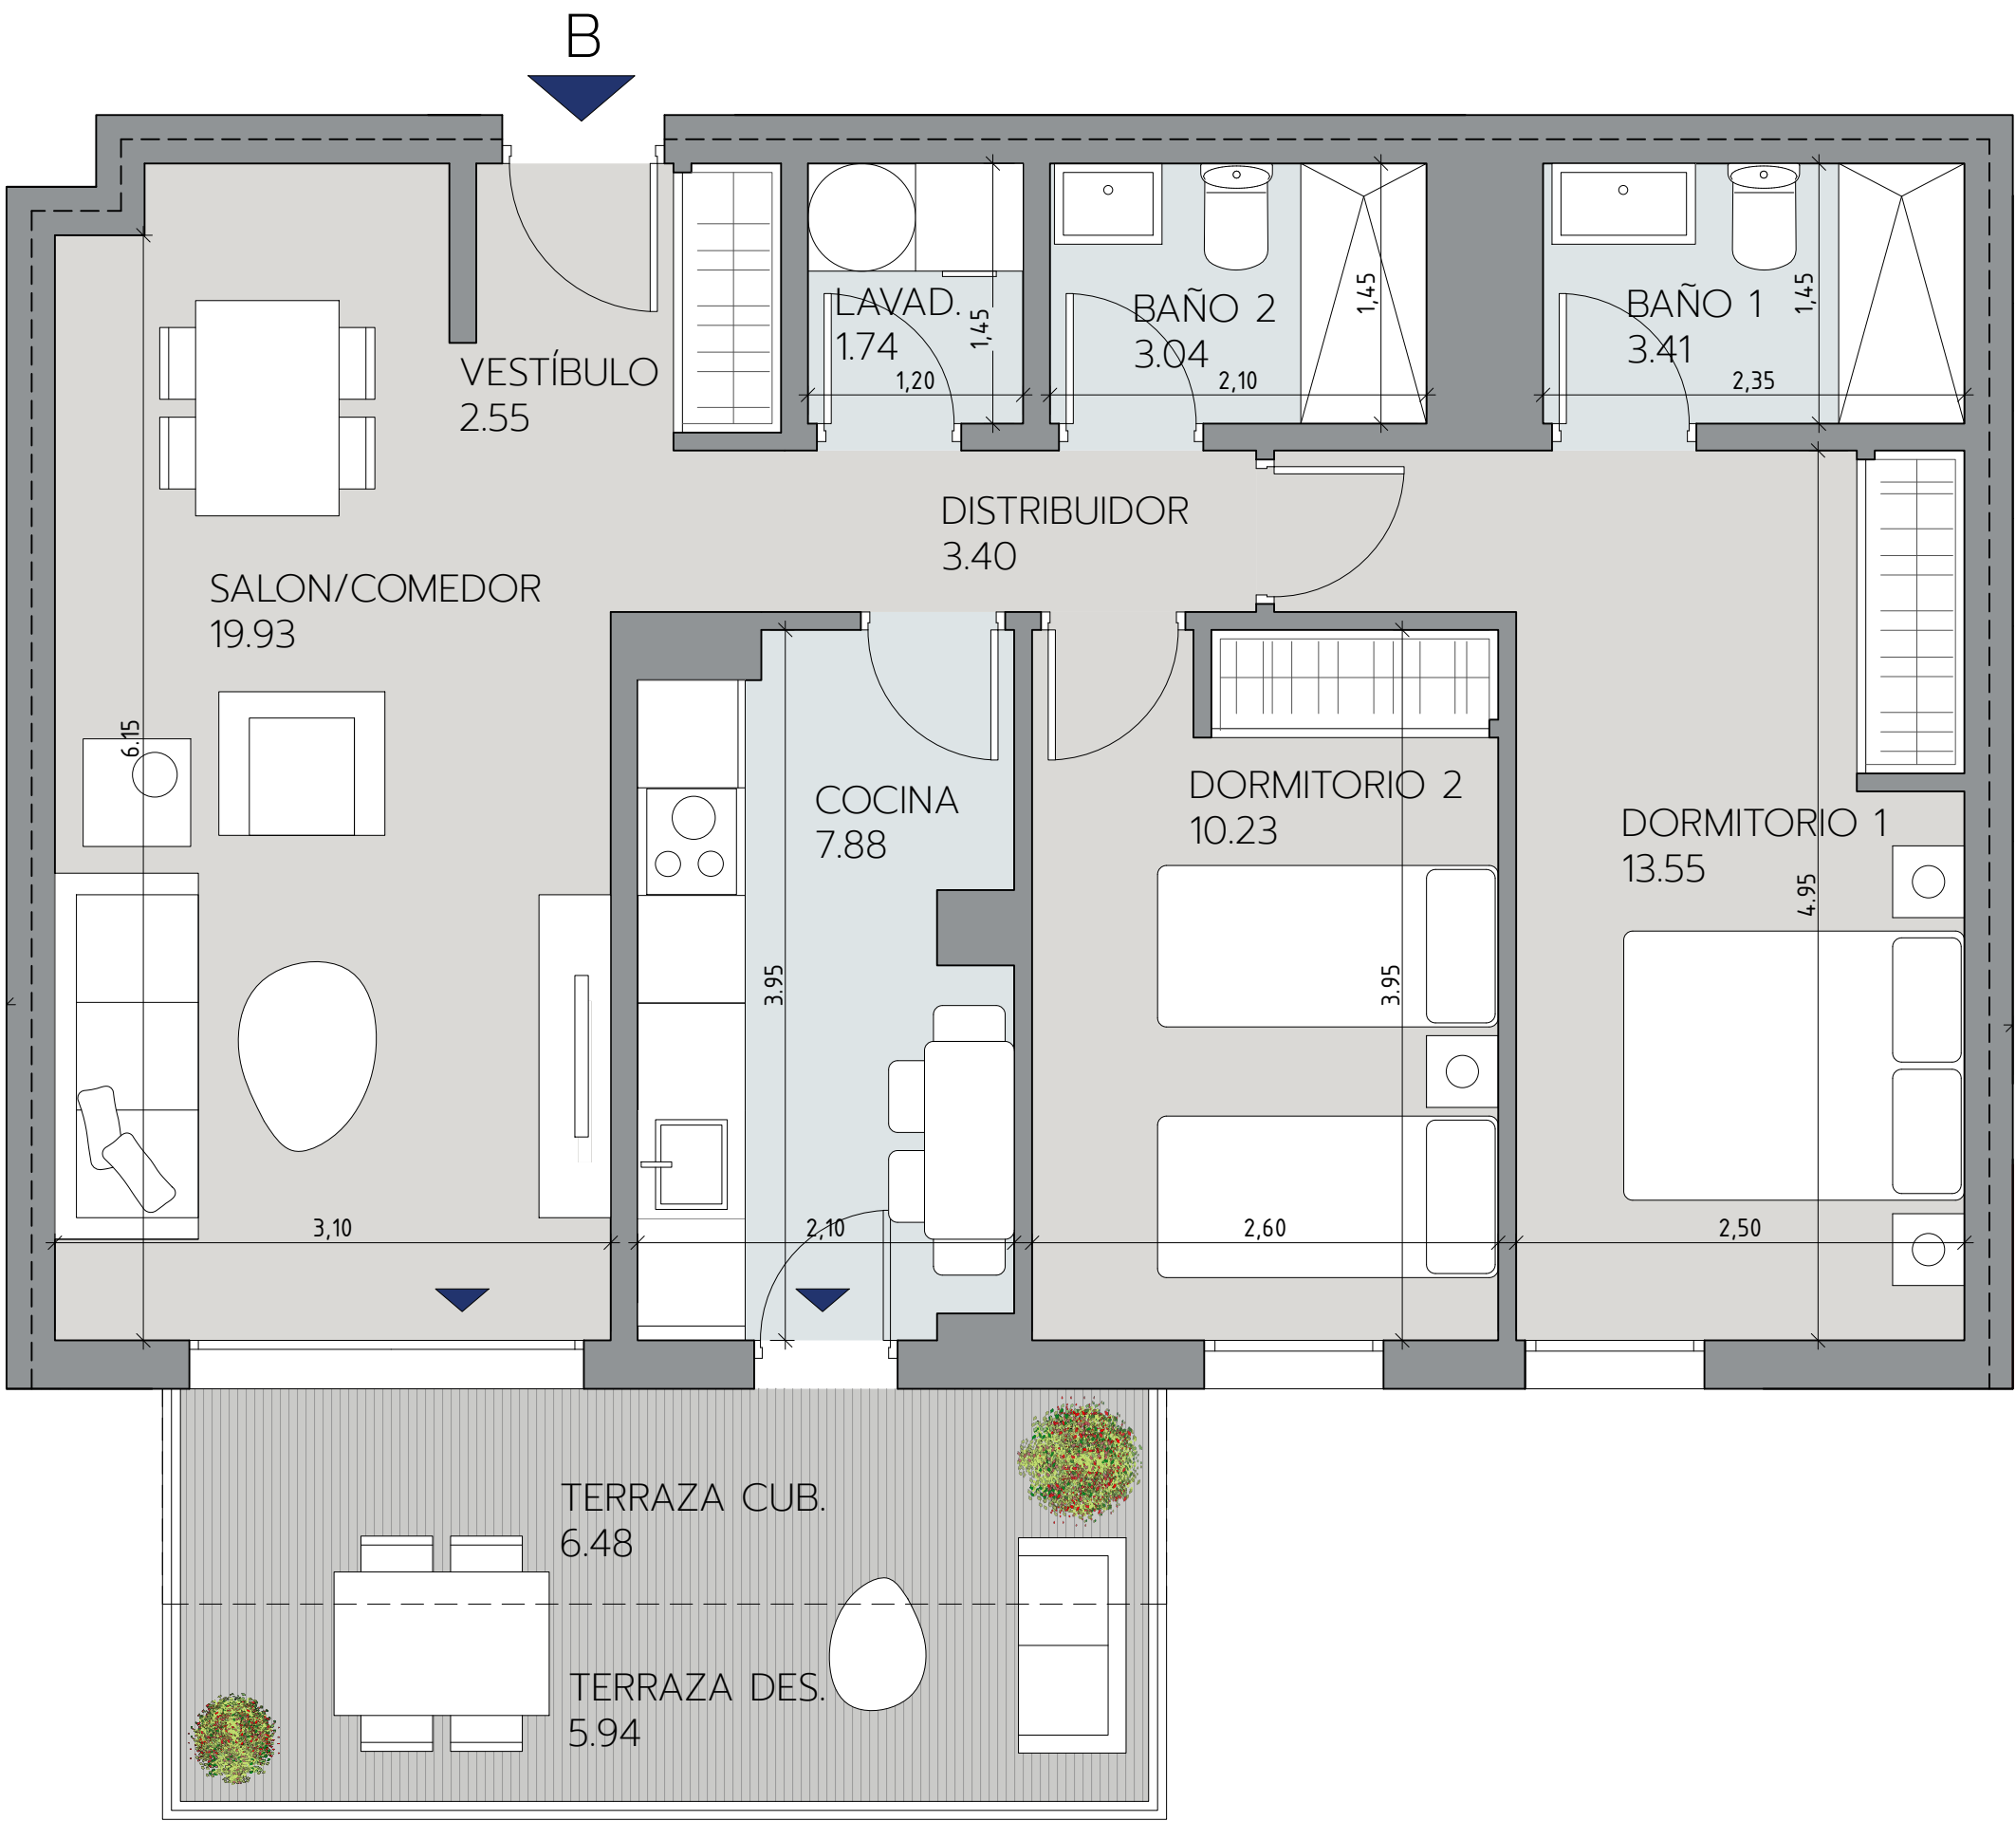 B
LAVAD.
1.74
1,45
1,20
BAÑO 2
3.04
1,45
2,10
BAÑO 1
3.41
1,45
2,35
VESTÍBULO
2.55
DISTRIBUIDOR
3.40
SALON/COMEDOR
19.93
6.15
COCINA
7.88
3.95
DORMITORIO 2
10.23
3.95
DORMITORIO 1
13.55
4.95
3,10
2,10
2,60
2,50
TERRAZA CUB.
6.48
TERRAZA DES.
5.94